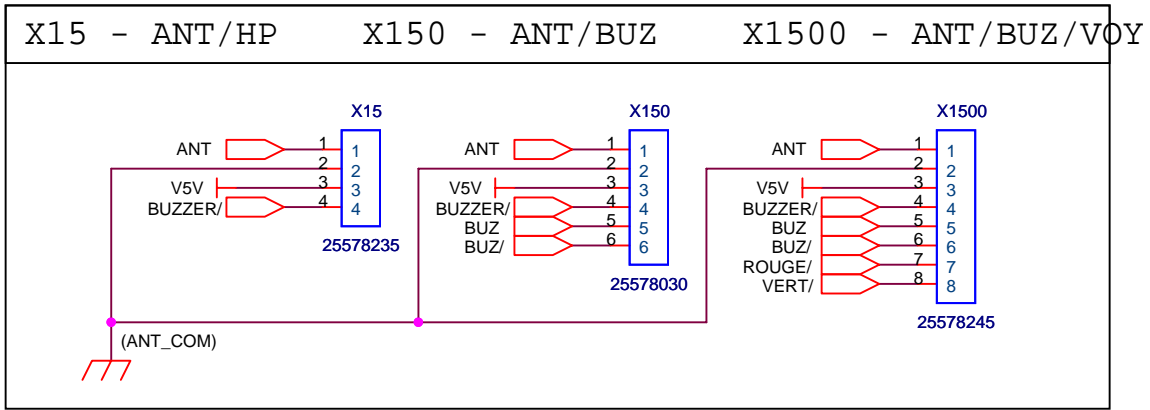 X15 - ANT/HP X150 - ANT/BUZ X1500 - ANT/BUZ/VOY
X15
ANT 1 1
2 2
V5V 3 3
BUZZER/ 4 4
25578235
X150
ANT 1 1
2 2
V5V 3 3
BUZZER/ 4 4
BUZ 5 5
BUZ/ 6 6
25578030
X1500
ANT 1 1
2 2
V5V 3 3
BUZZER/ 4 4
BUZ 5 5
BUZ/ 6 6
ROUGE/ 7 7
VERT/ 8 8
25578245
(ANT_COM)